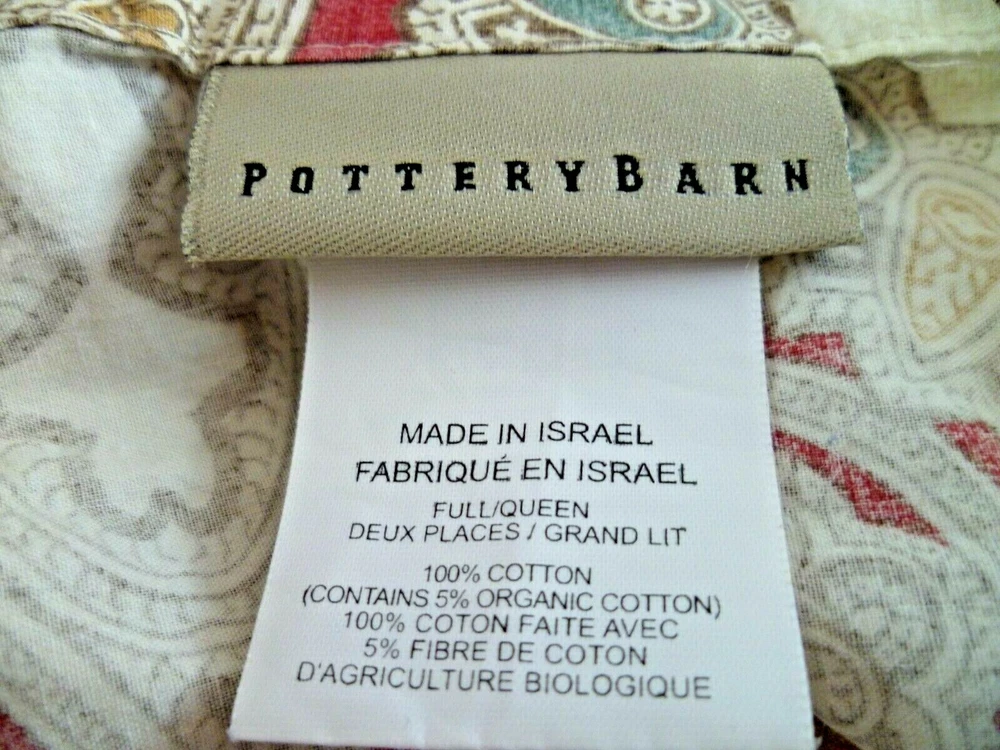 POTTERYBARN
MADE IN ISRAEL
FABRIQUÉ EN ISRAEL
FULL/QUEEN
DEUX PLACES / GRAND LIT
100% COTTON
(CONTAINS 5% ORGANIC COTTON)
100% COTON FAITE AVEC
5% FIBRE DE COTON
D'AGRICULTURE BIOLOGIQUE